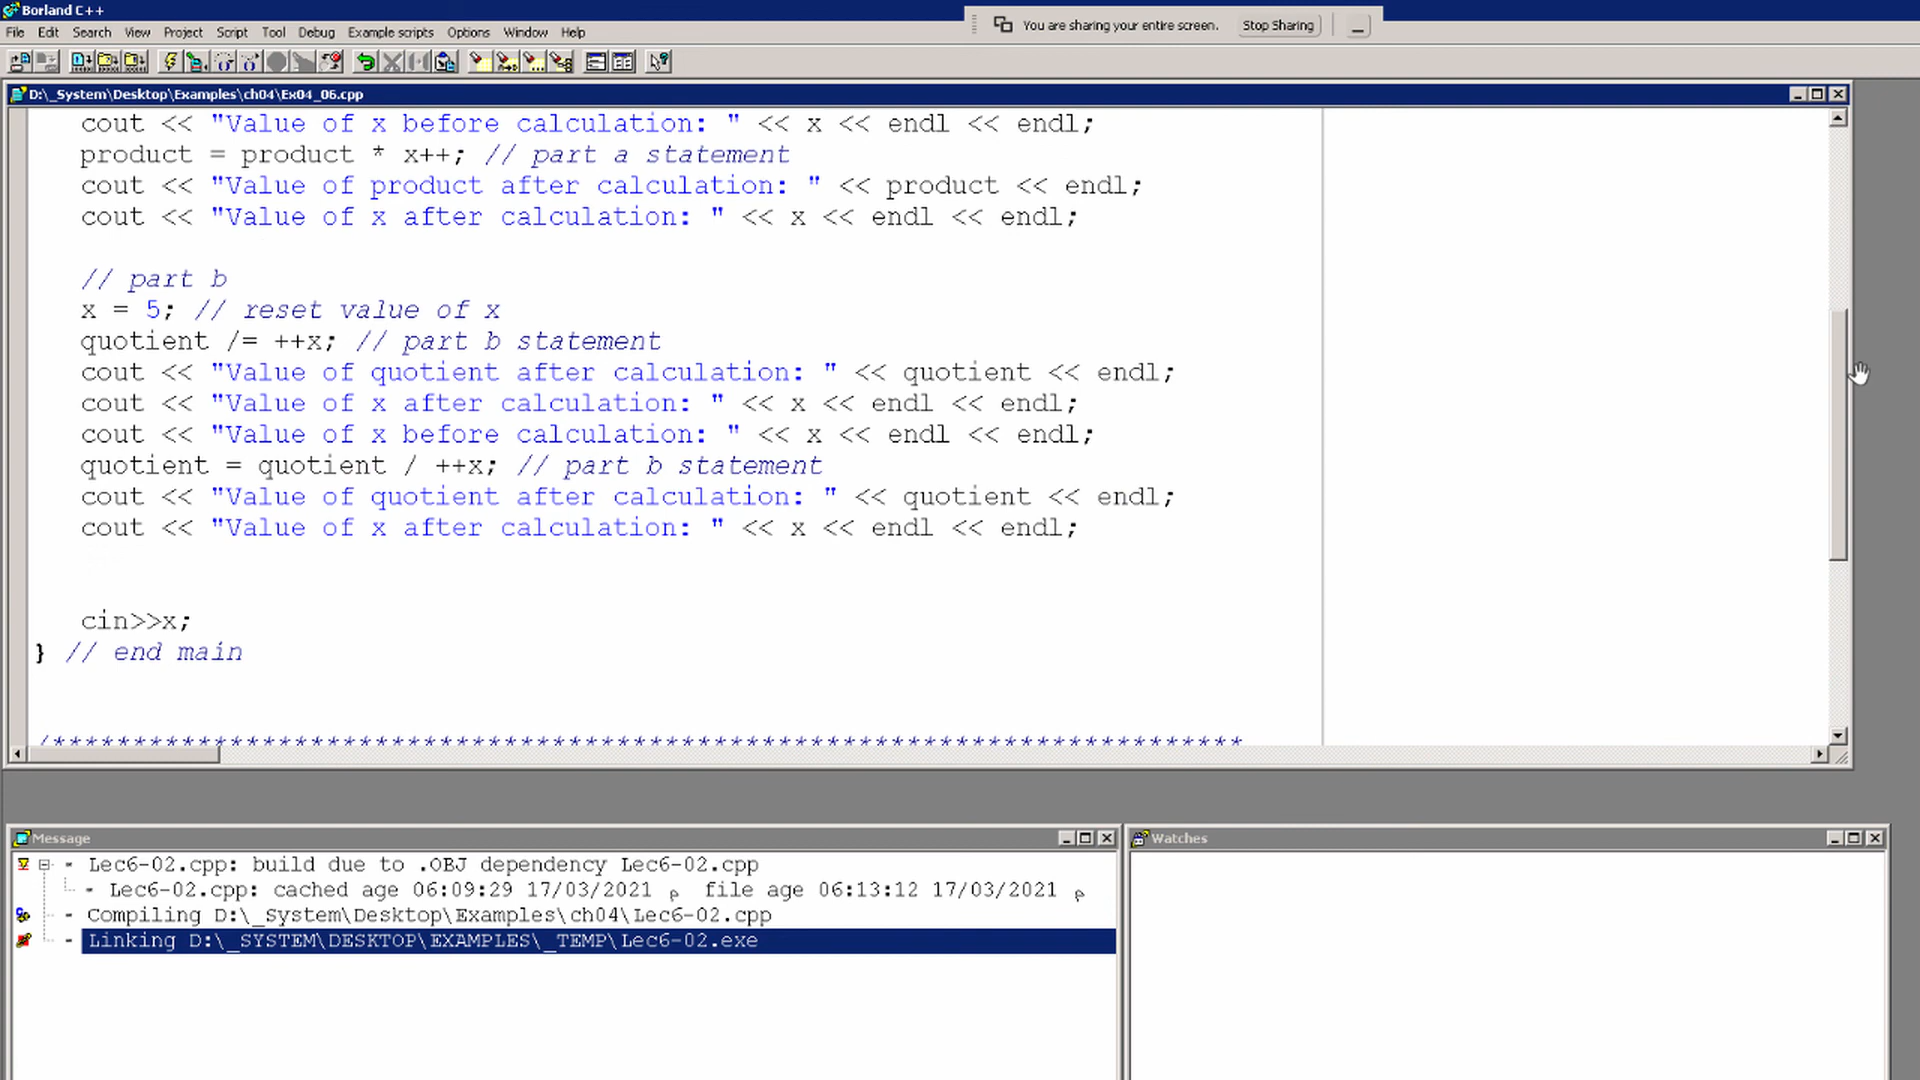 Borland C++
You are sharing your entire screen. Stop Sharing
File Edit Search View Project Script Tool Debug Example scripts Options Window Help
D:\_System\Desktop\Examples\ch04\Ex04_06.cpp
cout << "Value of x before calculation: " << x << endl << endl;
product = product * x++; // part a statement
cout << "Value of product after calculation: " << product << endl;
cout << "Value of x after calculation: " << x << endl << endl;
// part b
x = 5; // reset value of x
quotient /= ++x; // part b statement
cout << "Value of quotient after calculation: " << quotient << endl;
cout << "Value of x after calculation: " << x << endl << endl;
cout << "Value of x before calculation: " << x << endl << endl;
quotient = quotient / ++x; // part b statement
cout << "Value of quotient after calculation: " << quotient << endl;
cout << "Value of x after calculation: " << x << endl << endl;
cin>>x;
} // end main
/**************************************************************************
Message
Lec6-02.cpp: build due to .OBJ dependency Lec6-02.cpp
Lec6-02.cpp: cached age 06:09:29 17/03/2021 م file age 06:13:12 17/03/2021 م
Compiling D:\_System\Desktop\Examples\ch04\Lec6-02.cpp
Linking D:\_SYSTEM\DESKTOP\EXAMPLES\_TEMP\Lec6-02.exe
Watches